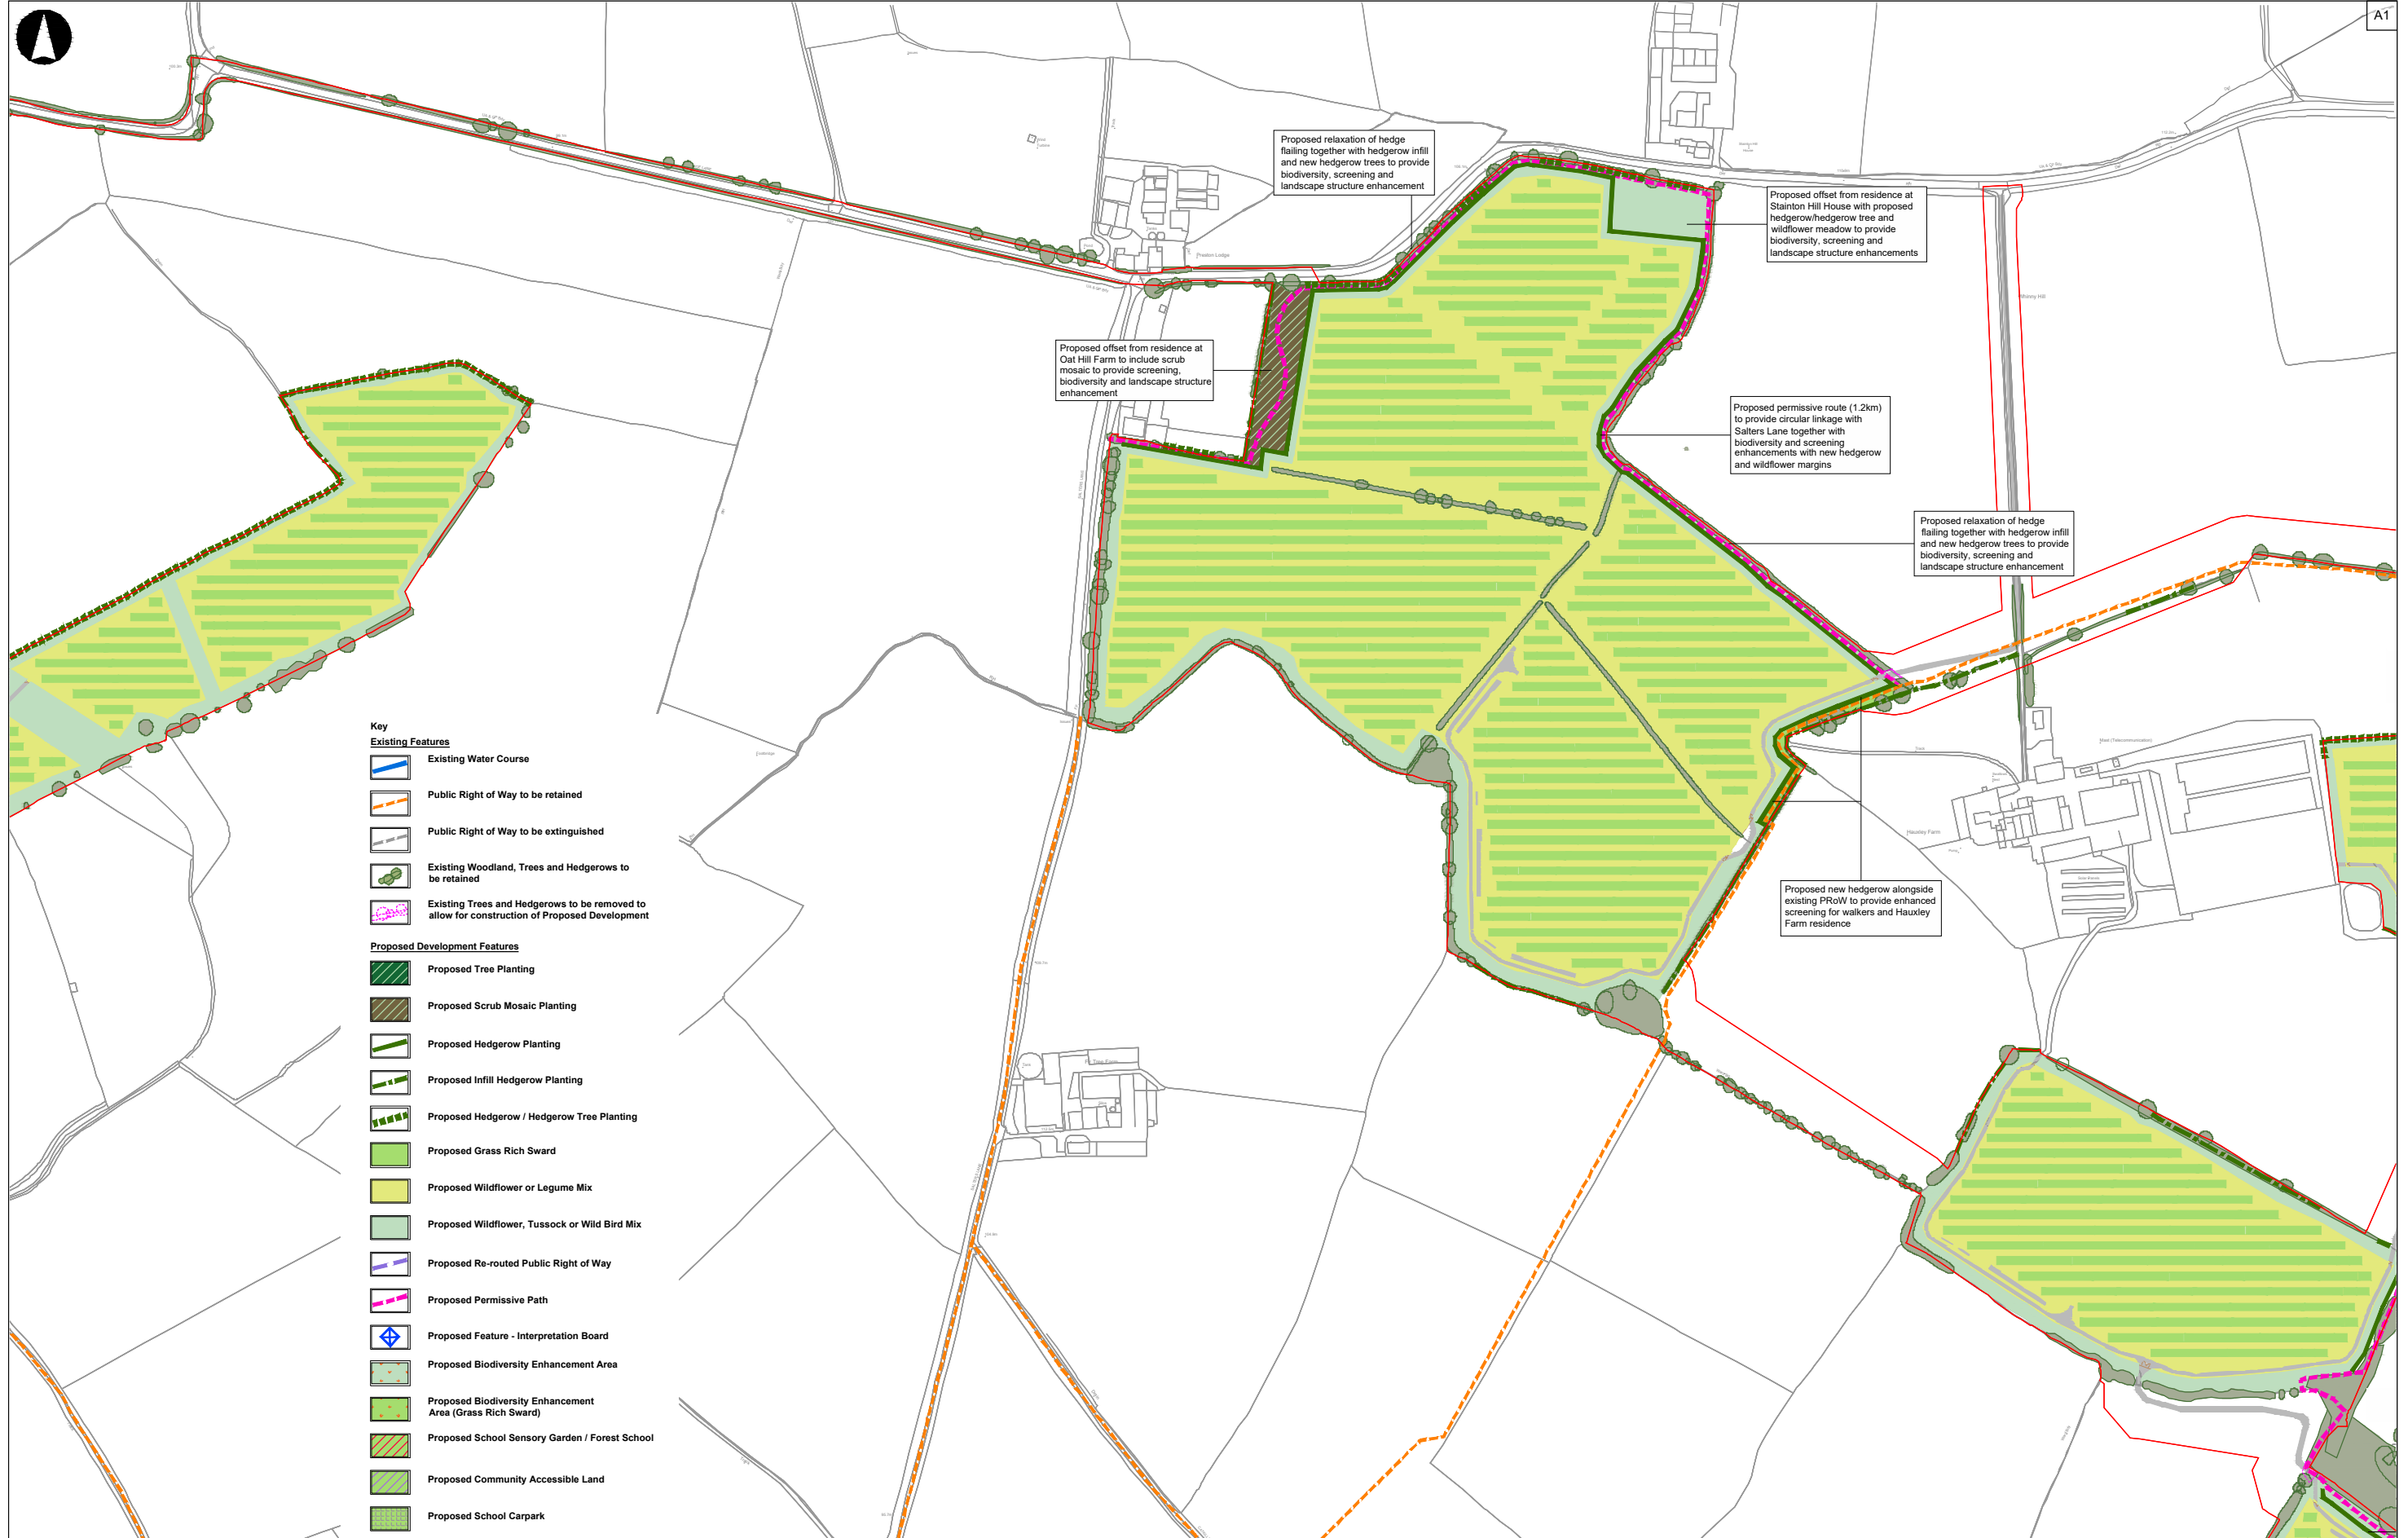 A1
Proposed relaxation of hedge
flailing together with hedgerow infill
and new hedgerow trees to provide
biodiversity, screening and
landscape structure enhancement
Proposed offset from residence at
Stainton Hill House with proposed
hedgerow/hedgerow tree and
wildflower meadow to provide
biodiversity, screening and
landscape structure enhancements
Preston Lodge
Whinny Hill
Proposed offset from residence at
Oat Hill Farm to include scrub
mosaic to provide screening,
biodiversity and landscape structure
enhancement
Proposed permissive route (1.2km)
to provide circular linkage with
Salters Lane together with
biodiversity and screening
enhancements with new hedgerow
and wildflower margins
Proposed relaxation of hedge
flailing together with hedgerow infill
and new hedgerow trees to provide
biodiversity, screening and
landscape structure enhancement
Mast (Telecommunication)
Track
Hauxley Farm
Proposed new hedgerow alongside
existing PRoW to provide enhanced
screening for walkers and Hauxley
Farm residence
Key
Existing Features
Existing Water Course
Public Right of Way to be retained
Public Right of Way to be extinguished
Existing Woodland, Trees and Hedgerows to
be retained
Existing Trees and Hedgerows to be removed to
allow for construction of Proposed Development
Proposed Development Features
Proposed Tree Planting
Proposed Scrub Mosaic Planting
Proposed Hedgerow Planting
Proposed Infill Hedgerow Planting
Proposed Hedgerow / Hedgerow Tree Planting
Proposed Grass Rich Sward
Proposed Wildflower or Legume Mix
Proposed Wildflower, Tussock or Wild Bird Mix
Proposed Re-routed Public Right of Way
Proposed Permissive Path
Proposed Feature - Interpretation Board
Proposed Biodiversity Enhancement Area
Proposed Biodiversity Enhancement
Area (Grass Rich Sward)
Proposed School Sensory Garden / Forest School
Proposed Community Accessible Land
Proposed School Carpark